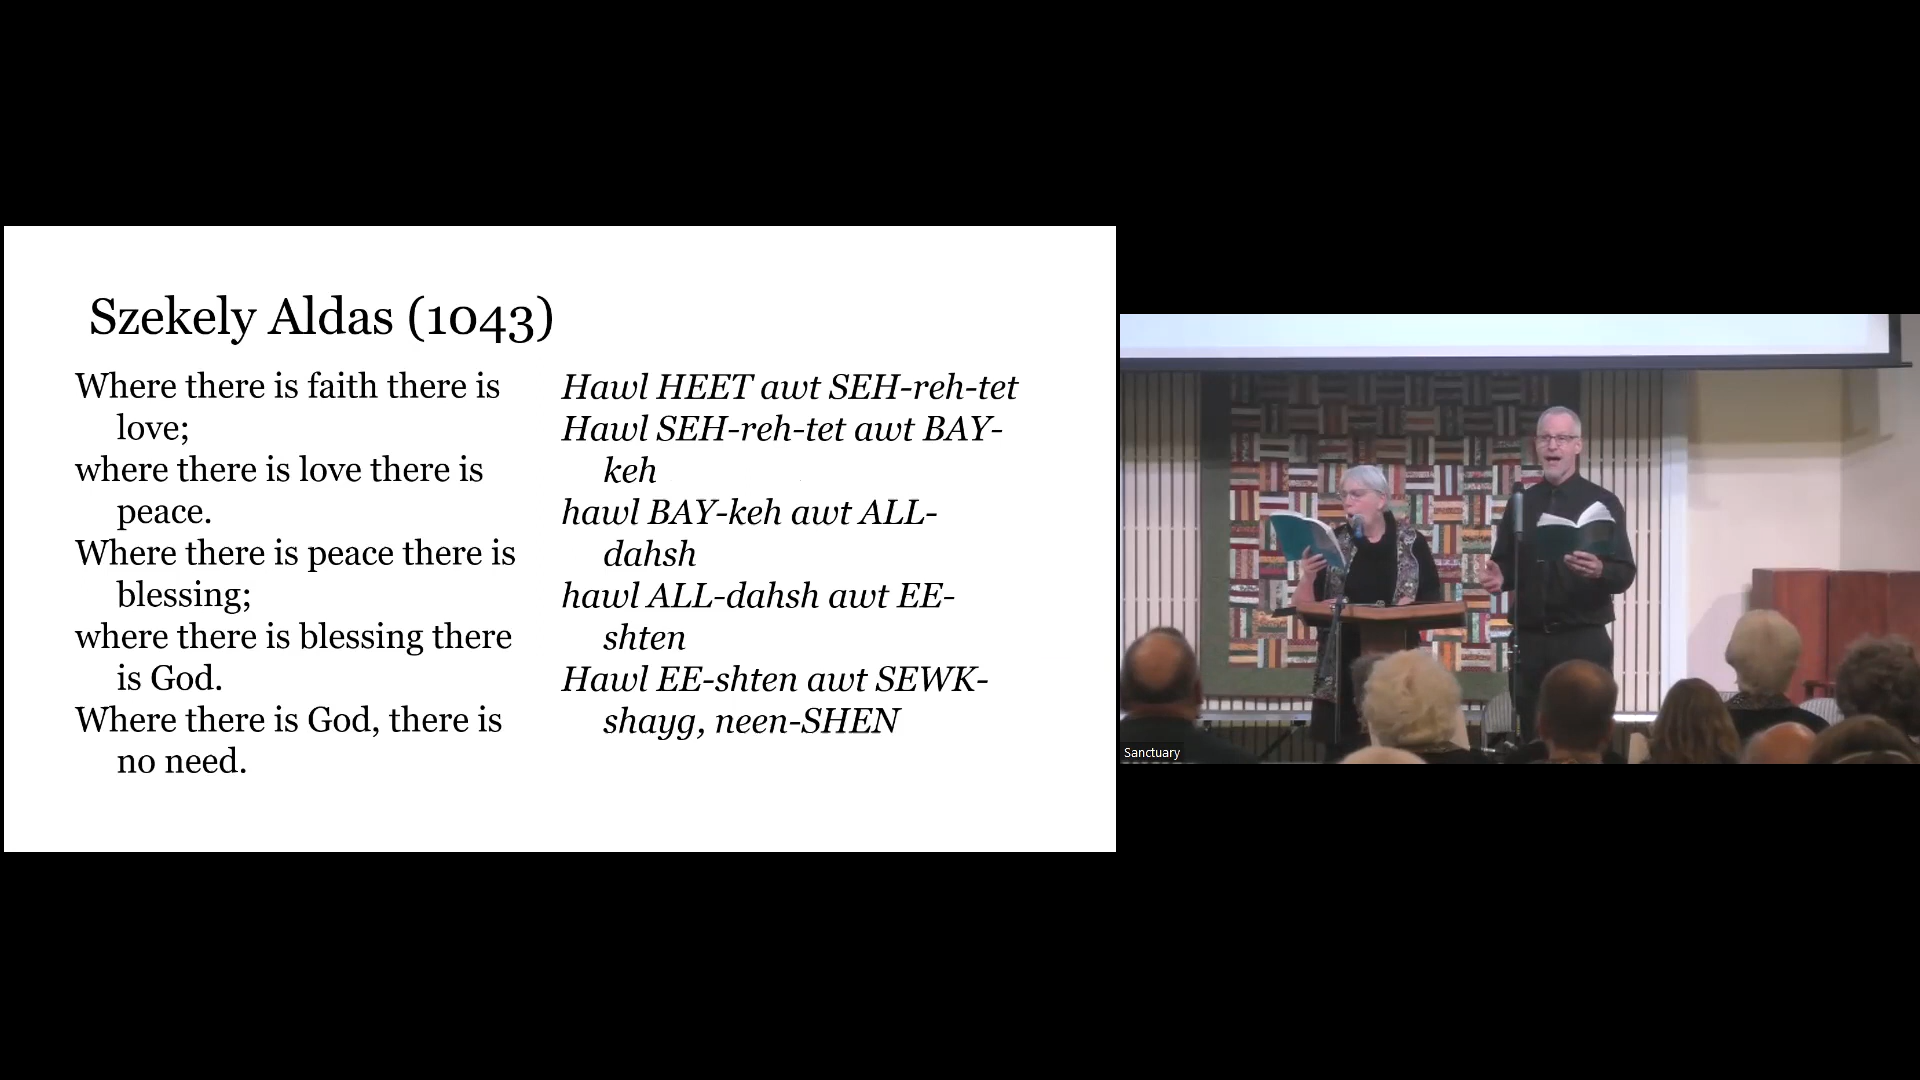 Szekely Aldas (1043)
Where there is faith there is
love;
where there is love there is
peace.
Where there is peace there is
blessing;
where there is blessing there
is God.
Where there is God, there is
no need.
Hawl HEET awt SEH-reh-tet
Hawl SEH-reh-tet awt BAY-
keh
hawl BAY-keh awt ALL-
dahsh
hawl ALL-dahsh awt EE-
shten
Hawl EE-shten awt SEWK-
shayg, neen-SHEN
Sanctuary